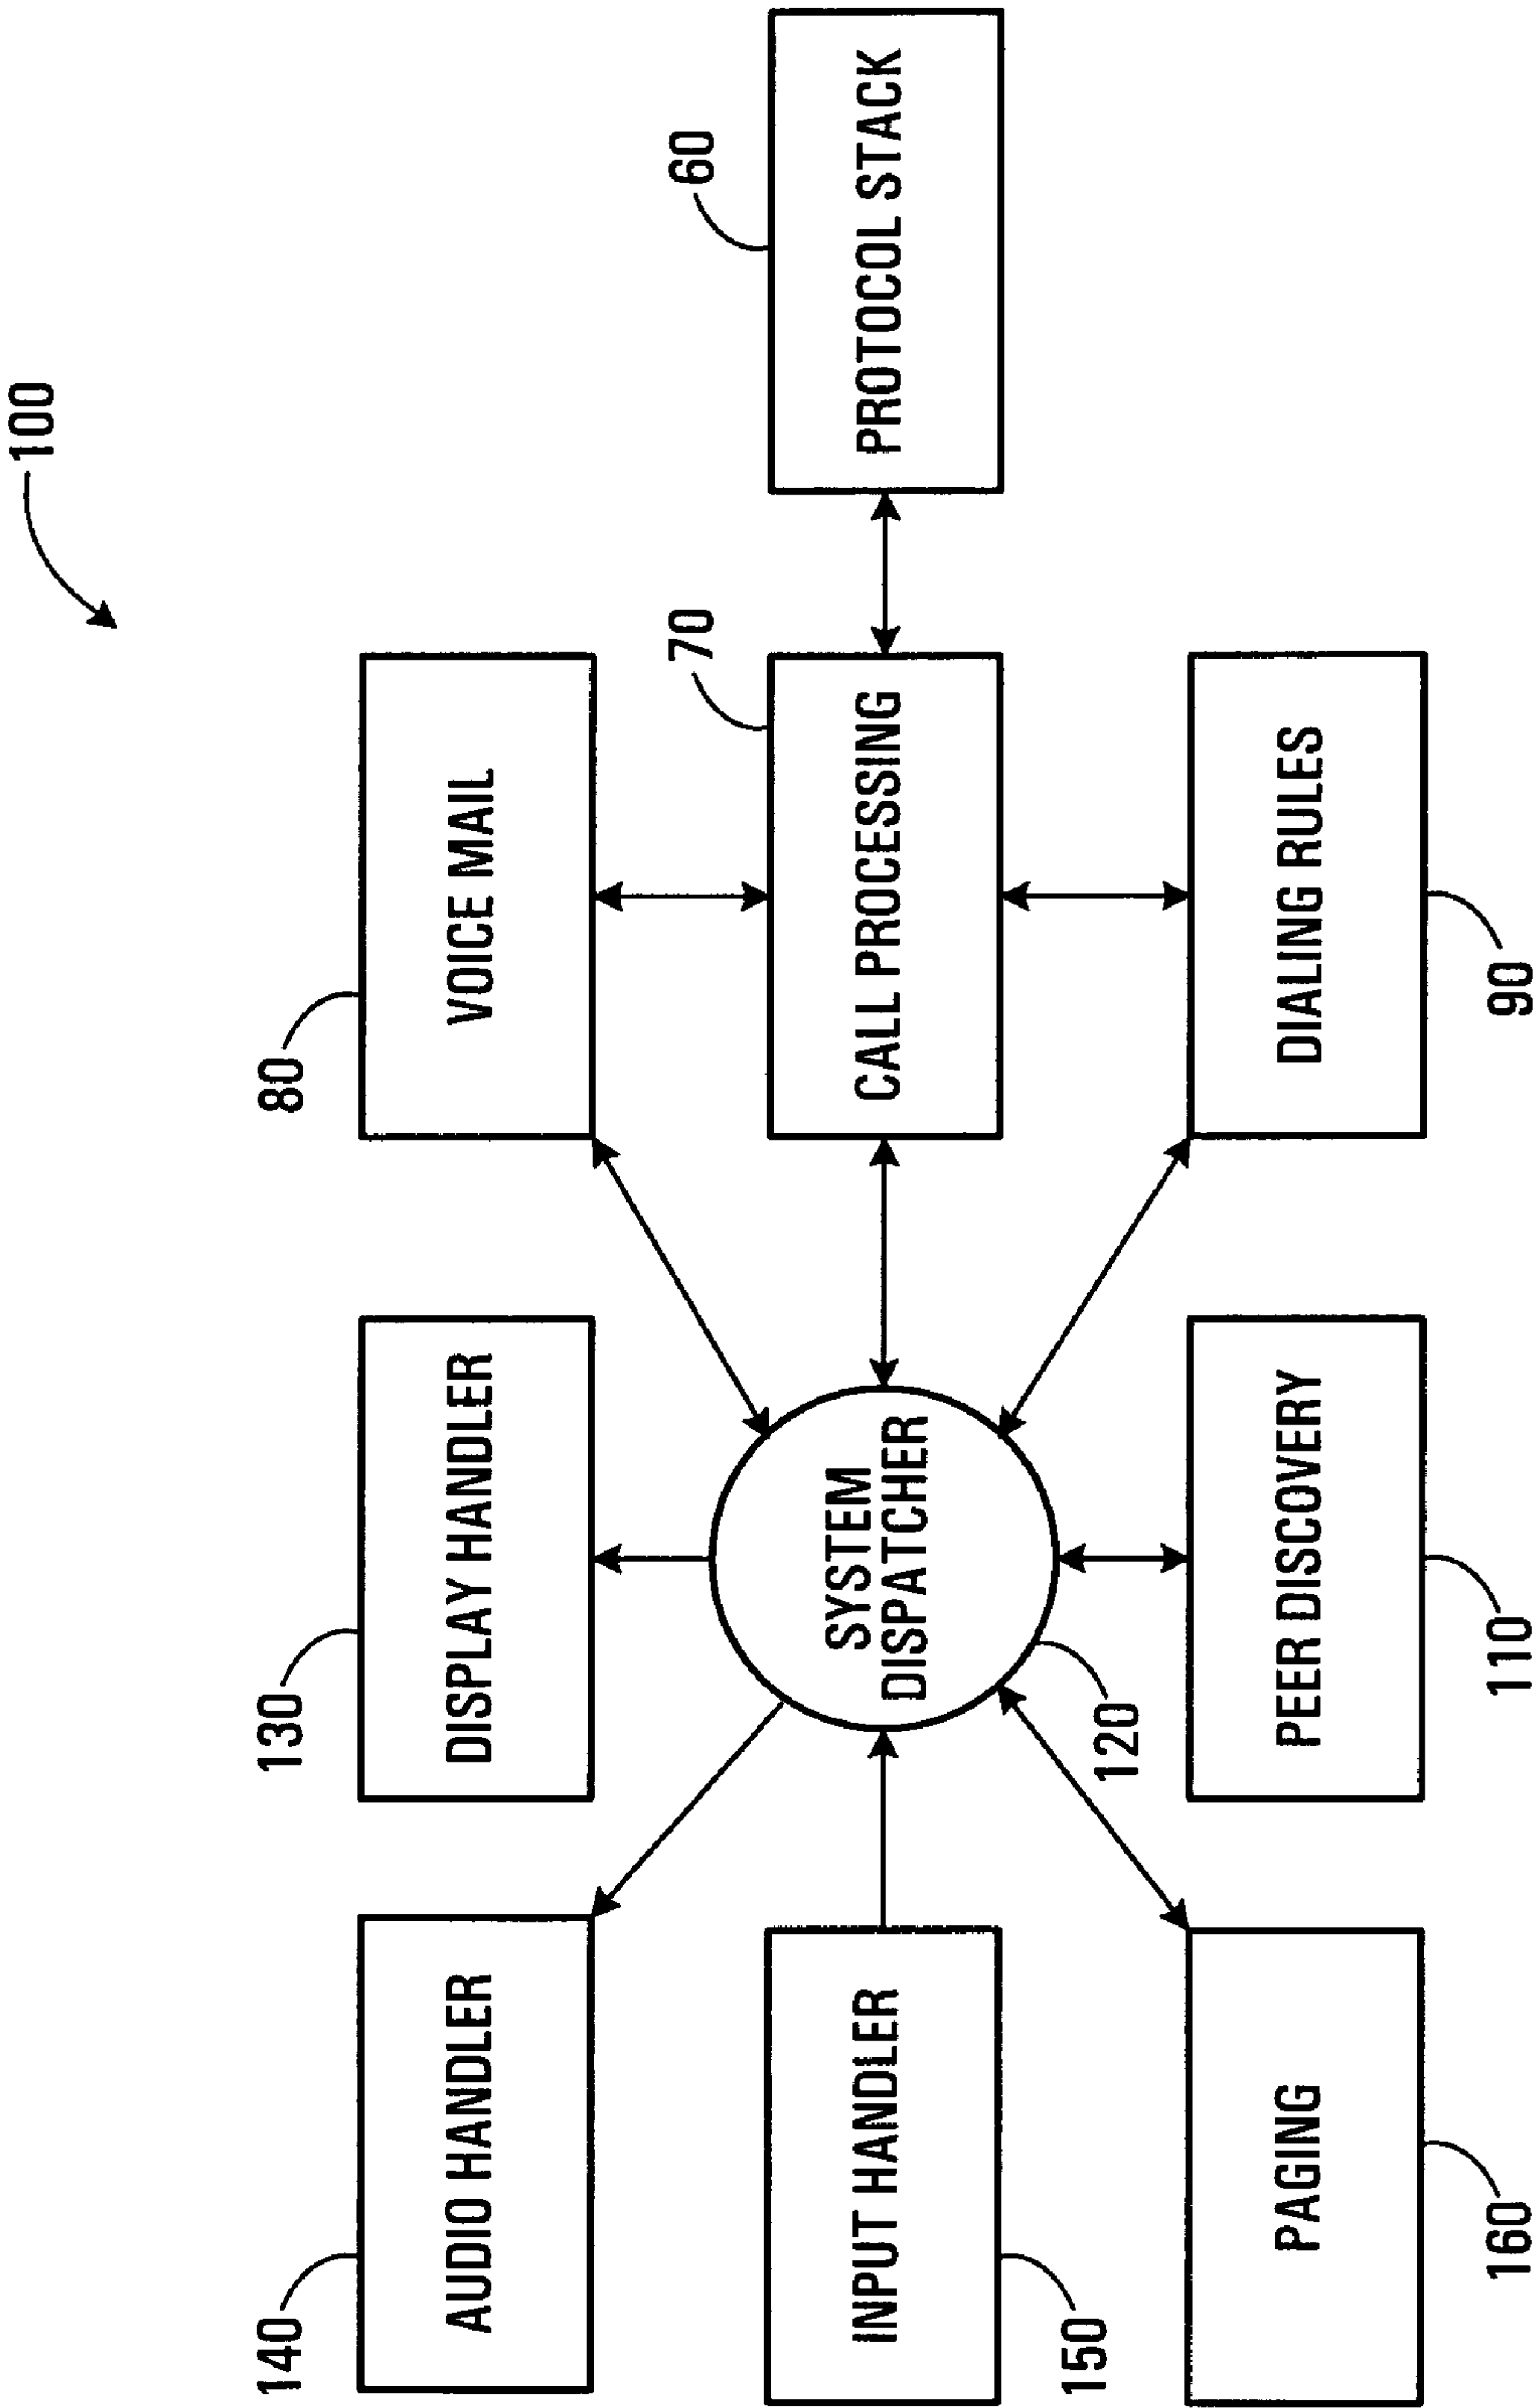 100
140
AUDIO HANDLER
130
DISPLAY HANDLER
80
VOICE MAIL
150
INPUT HANDLER
120
SYSTEM
DISPATCHER
70
CALL PROCESSING
60
PROTOCOL STACK
160
PAGING
110
PEER DISCOVERY
90
DIALING RULES